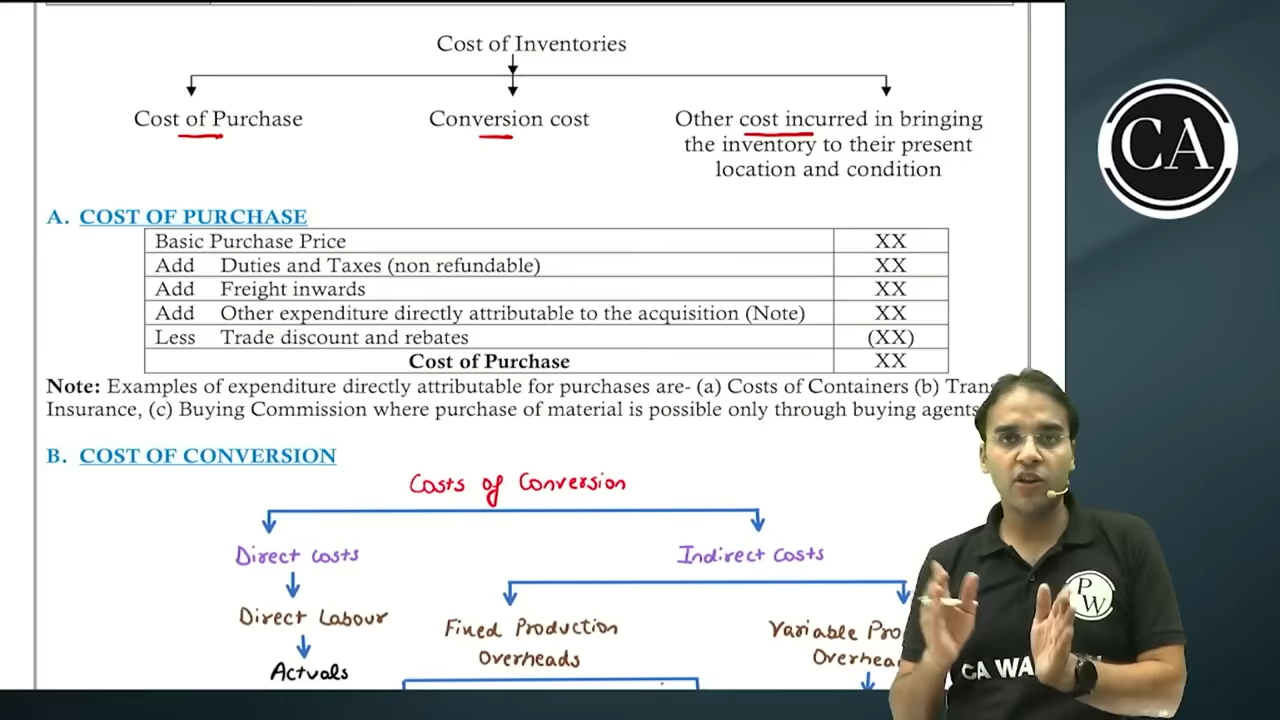 Cost of Inventories
Cost of Purchase
Conversion cost
Other cost incurred in bringing
the inventory to their present
location and condition
CA
A. COST OF PURCHASE
Basic Purchase Price XX
Add Duties and Taxes (non refundable) XX
Add Freight inwards XX
Add Other expenditure directly attributable to the acquisition (Note) XX
Less Trade discount and rebates (XX)
Cost of Purchase XX
Note: Examples of expenditure directly attributable for purchases are- (a) Costs of Containers (b)
Insurance, (c) Buying Commission where purchase of material is possible only through buying agents
B. COST OF CONVERSION
Costs of Conversion
Direct costs
Indirect costs
Direct Labour
Actuals
Fixed Production
Overheads
Variable
PW
CA